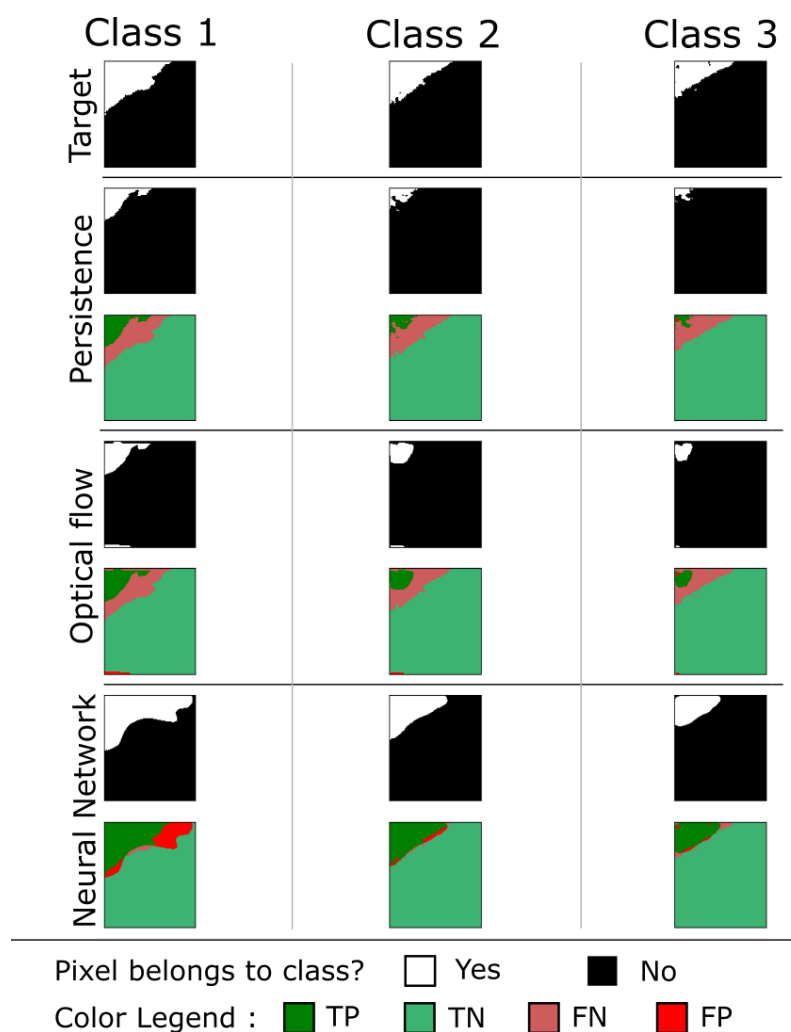 Class 1 Class 2 Class 3
Target
Persistence
Optical flow
Neural Network
Pixel belongs to class? Yes No
Color Legend : TP TN FN FP